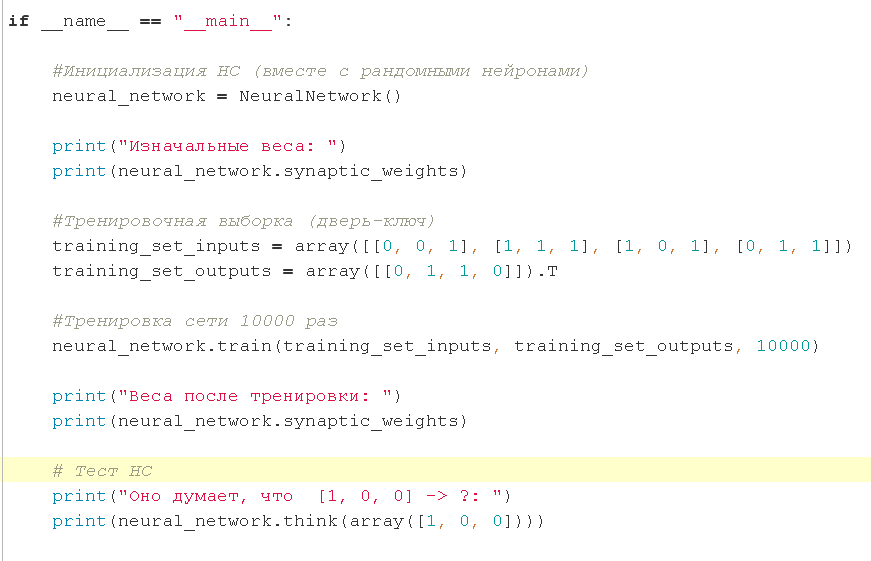 if __name__ == "__main__":
#Инициализация НС (вместе с рандомными нейронами)
neural_network = NeuralNetwork()
print("Изначальные веса: ")
print(neural_network.synaptic_weights)
#Тренировочная выборка (дверь-ключ)
training_set_inputs = array([[0, 0, 1], [1, 1, 1], [1, 0, 1], [0, 1, 1]])
training_set_outputs = array([[0, 1, 1, 0]]).T
#Тренировка сети 10000 раз
neural_network.train(training_set_inputs, training_set_outputs, 10000)
print("Веса после тренировки: ")
print(neural_network.synaptic_weights)
# Тест НС
print("Оно думает, что  [1, 0, 0] -> ?: ")
print(neural_network.think(array([1, 0, 0])))